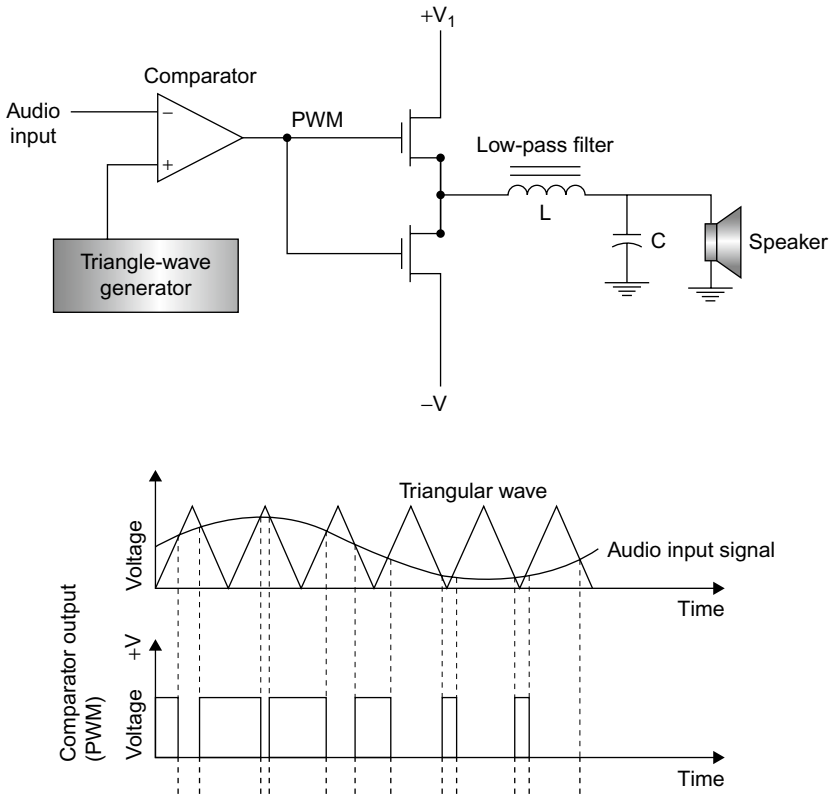 +V₁
Comparator
Audio
input
−
+
PWM
Low-pass filter
L
C
Speaker
Triangle-wave
generator
−V
Voltage
Triangular wave
Audio input signal
Time
Comparator output
(PWM)
Voltage
+V
Time